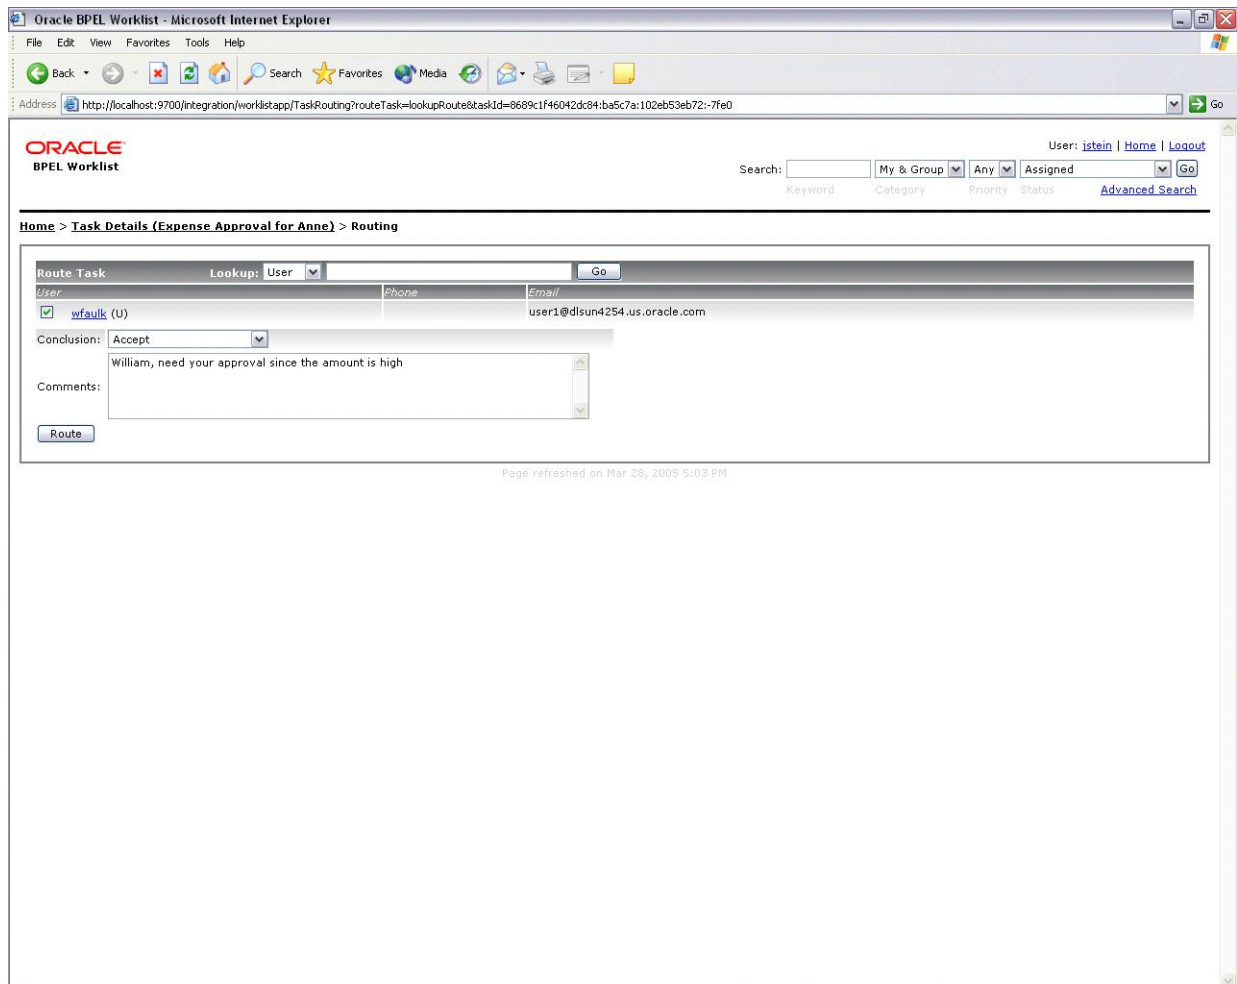 Oracle BPEL Worklist - Microsoft Internet Explorer
File Edit View Favorites Tools Help
Back Search Favorites Media
Address http://localhost:9700/integration/worklistapp/TaskRouting?routeTask=lookupRoute&taskId=8689c1f46042dc84:ba5c7a:102eb53eb72:-7fe0 Go
ORACLE
BPEL Worklist
User: jstein | Home | Logout
Search: My & Group Any Assigned Go
Keyword Category Priority Status Advanced Search
Home > Task Details (Expense Approval for Anne) > Routing
Route Task Lookup: User Go
User Phone Email
wfaulk (U) user1@dlsun4254.us.oracle.com
Conclusion: Accept
William, need your approval since the amount is high
Comments:
Route
Page refreshed on Mar 28, 2005 5:03 PM